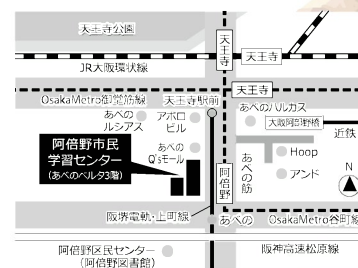 天王寺公園
天王寺
天王寺
JR大阪環状線
OsakaMetro御堂筋線
天王寺駅前
天王寺
あべの
ルシアス
アポロ
ビル
あべのハルカス
大阪阿部野橋
近鉄
阿倍野市民
学習センター
(あべのベルタ3階)
あべの
Q'sモール
あべの筋
Hoop
アンド
N
阿倍野
阪堺電軌・上町線
あべの
OsakaMetro谷町線
阿倍野区民センター
(阿倍野図書館)
阪神高速松原線